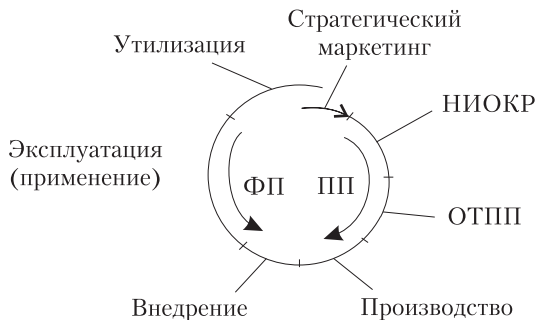 Стратегический
маркетинг
Утилизация
НИОКР
Эксплуатация
(применение)
ФП
ПП
ОТПП
Внедрение
Производство